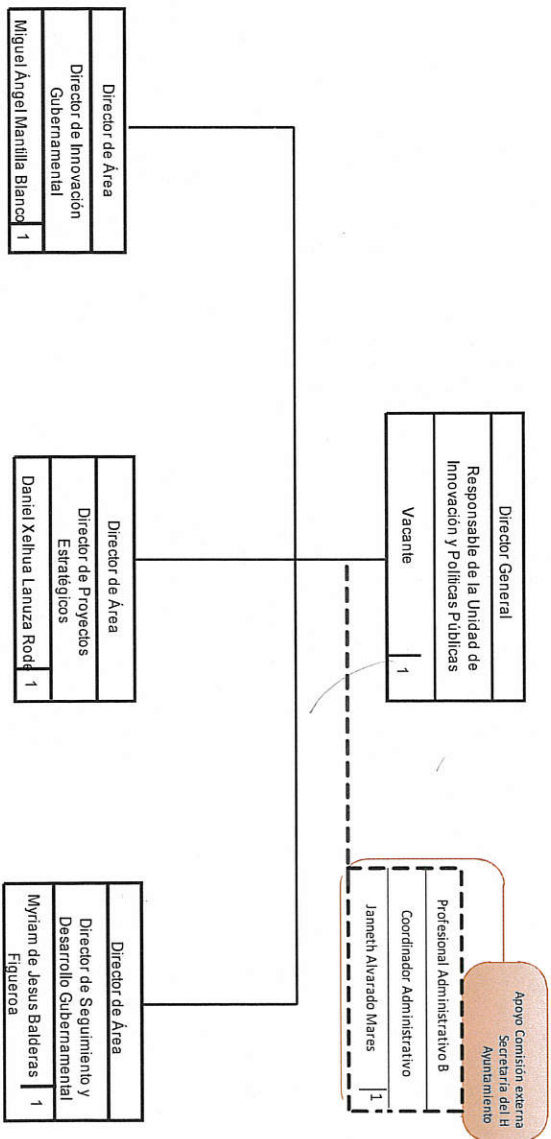 Director General
Responsable de la Unidad de
Innovación y Políticas Públicas
Vacante
1
Apoyo Comisión externa
Secretaría del H
Ayuntamiento
Profesional Administrativo B
Coordinador Administrativo
Janneth Alvarado Mares
1
Director de Área
Director de Innovación
Gubernamental
Miguel Ángel Mantilla Blanco
1
Director de Área
Director de Proyectos
Estratégicos
Daniel Xelhua Lanuza Rode
1
Director de Área
Director de Seguimiento y
Desarrollo Gubernamental
Myriam de Jesus Balderas
Figueroa
1